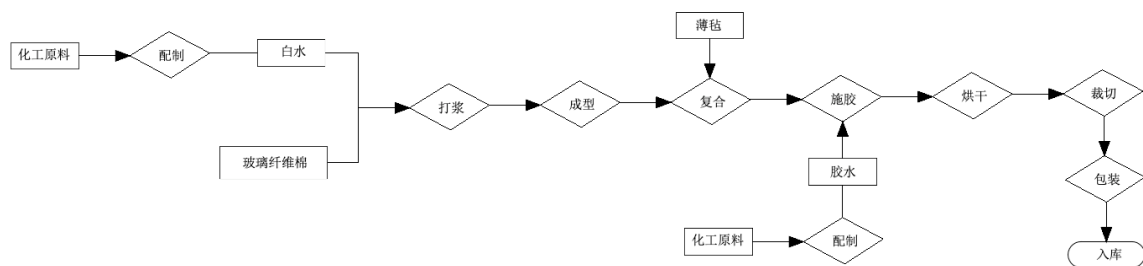 薄毡
化工原料
配制
白水
打浆
成型
复合
施胶
烘干
裁切
玻璃纤维棉
胶水
包装
化工原料
配制
入库